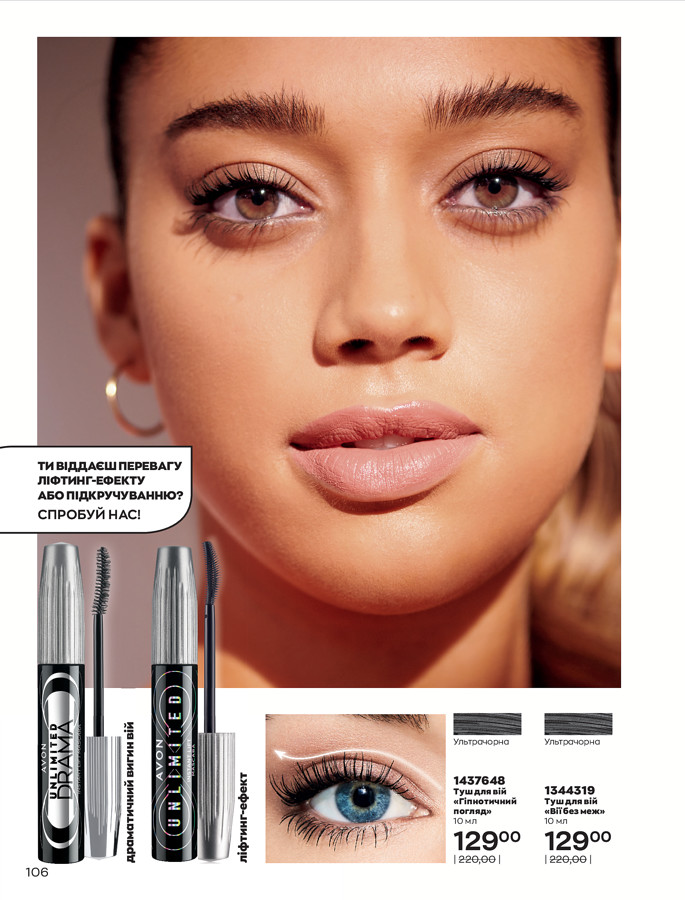 ТИ ВІДДАЄШ ПЕРЕВАГУ
ЛІФТИНГ-ЕФЕКТУ
АБО ПІДКРУЧУВАННЮ?
СПРОБУЙ НАС!
AVON
UNLIMITED
DRAMA
драматичний вигин вій
AVON
UNLIMITED
MASCARA
ліфтинг-ефект
Ультрачорна
1437648
Туш для вій
«Гіпнотичний
погляд»
10 мл
129⁰⁰
| 220,00 |
Ультрачорна
1344319
Туш для вій
«Вії без меж»
10 мл
129⁰⁰
| 220,00 |
106